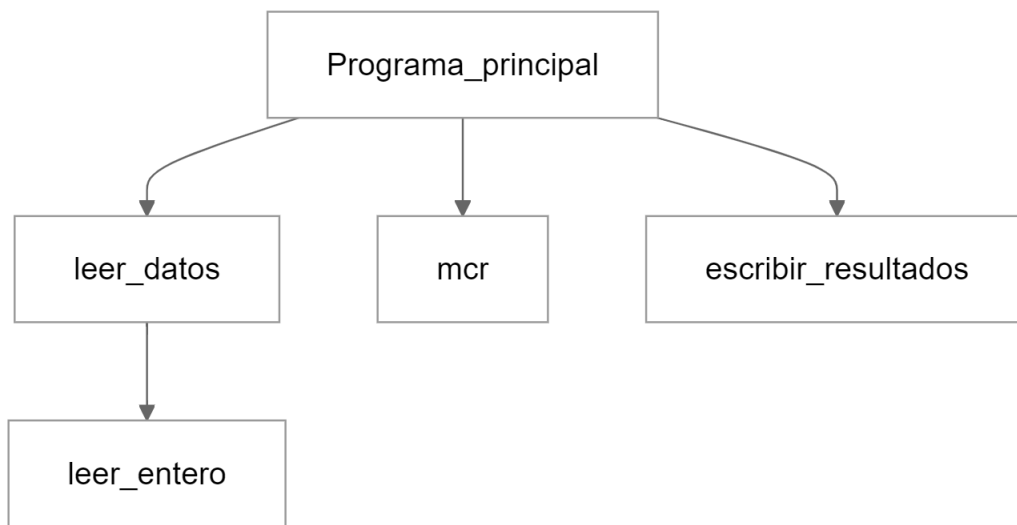 Programa_principal
leer_datos
mcr
escribir_resultados
leer_entero